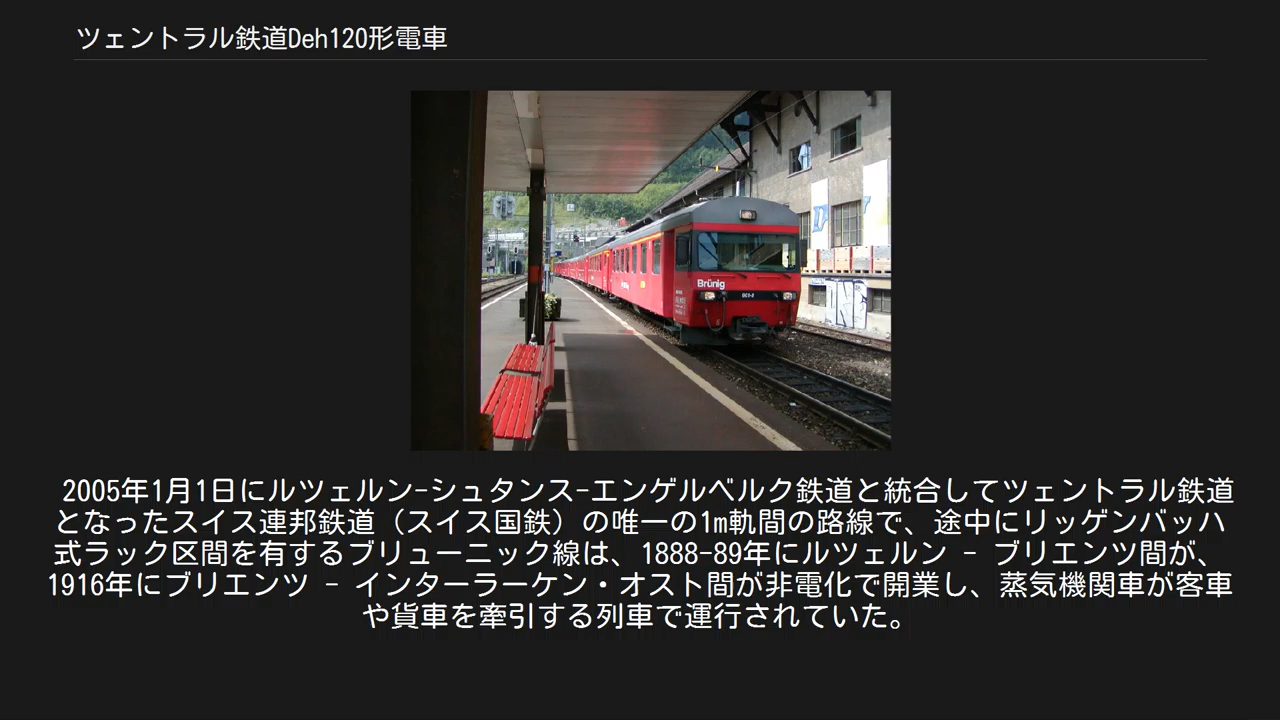 ツェントラル鉄道Deh120形電車
Brünig
2005年1月1日にルツェルン-シュタンス-エンゲルベルク鉄道と統合してツェントラル鉄道
となったスイス連邦鉄道（スイス国鉄）の唯一の1m軌間の路線で、途中にリッゲンバッハ
式ラック区間を有するブリューニック線は、1888-89年にルツェルン - ブリエンツ間が、
1916年にブリエンツ - インターラーケン・オスト間が非電化で開業し、蒸気機関車が客車
や貨車を牽引する列車で運行されていた。